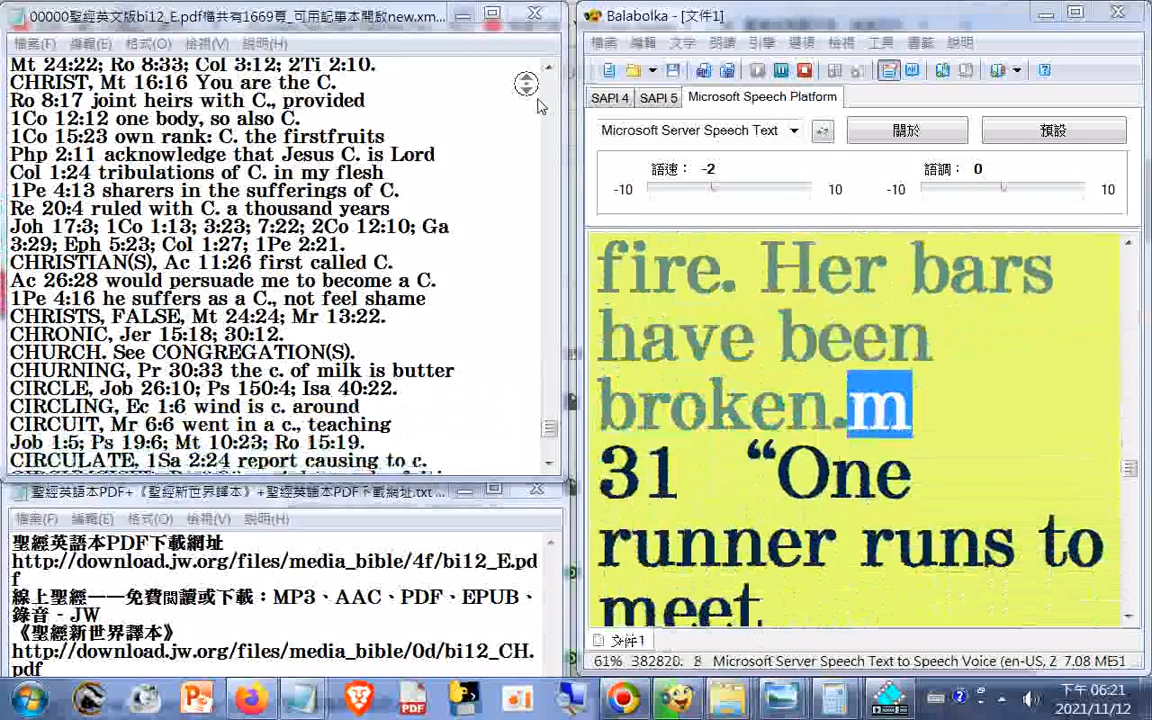 00000聖經英文版bi12_E.pdf檔共有1669頁_可用記事本開啟new.xm...
檔案(F) 編輯(E) 格式(O) 檢視(V) 說明(H)
Mt 24:22; Ro 8:33; Col 3:12; 2Ti 2:10.
CHRIST, Mt 16:16 You are the C.
Ro 8:17 joint heirs with C., provided
1Co 12:12 one body, so also C.
1Co 15:23 own rank: C. the firstfruits
Php 2:11 acknowledge that Jesus C. is Lord
Col 1:24 tribulations of C. in my flesh
1Pe 4:13 sharers in the sufferings of C.
Re 20:4 ruled with C. a thousand years
Joh 17:3; 1Co 1:13; 3:23; 7:22; 2Co 12:10; Ga
3:29; Eph 5:23; Col 1:27; 1Pe 2:21.
CHRISTIAN(S), Ac 11:26 first called C.
Ac 26:28 would persuade me to become a C.
1Pe 4:16 he suffers as a C., not feel shame
CHRISTS, FALSE, Mt 24:24; Mr 13:22.
CHRONIC, Jer 15:18; 30:12.
CHURCH. See CONGREGATION(S).
CHURNING, Pr 30:33 the c. of milk is butter
CIRCLE, Job 26:10; Ps 150:4; Isa 40:22.
CIRCLING, Ec 1:6 wind is c. around
CIRCUIT, Mr 6:6 went in a c., teaching
Job 1:5; Ps 19:6; Mt 10:23; Ro 15:19.
CIRCULATE, 1Sa 2:24 report causing to c.
聖經英語本PDF+《聖經新世界譯本》+聖經英語本PDF下載網址.txt ...
檔案(F) 編輯(E) 格式(O) 檢視(V) 說明(H)
聖經英語本PDF下載網址
http://download.jw.org/files/media_bible/4f/bi12_E.pd
f
線上聖經——免費閱讀或下載：MP3、AAC、PDF、EPUB、
錄音 - JW
《聖經新世界譯本》
http://download.jw.org/files/media_bible/0d/bi12_CH.
pdf
Balabolka - [文件1]
檔案 編輯 文字 朗讀 引擎 選項 檢視 工具 書籤 說明
SAPI 4 SAPI 5 Microsoft Speech Platform
Microsoft Server Speech Text 關於 預設
語速： -2 語調： 0
-10 10 -10 10
fire. Her bars
have been
broken.m
31 “One
runner runs to
meet
文件1
61% 382820. Microsoft Server Speech Text to Speech Voice (en-US, Z 7.08 ME51
下午 06:21
2021/11/12